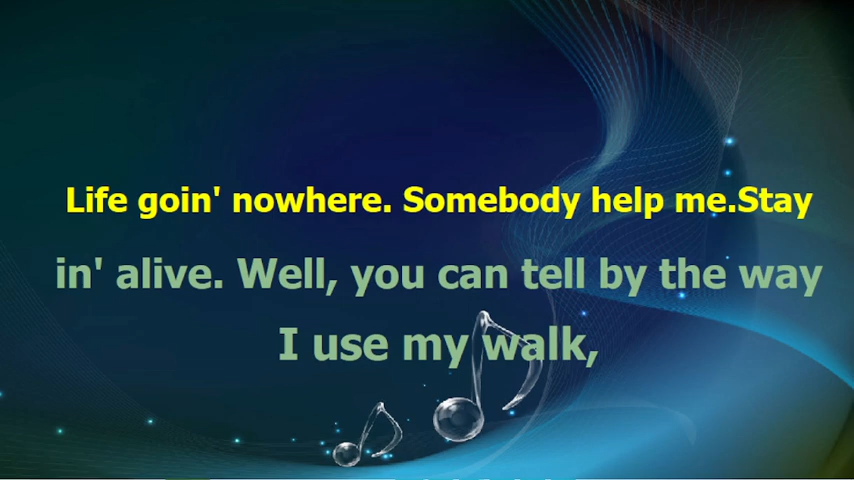 Life goin' nowhere. Somebody help me.Stay
in' alive. Well, you can tell by the way
I use my walk,